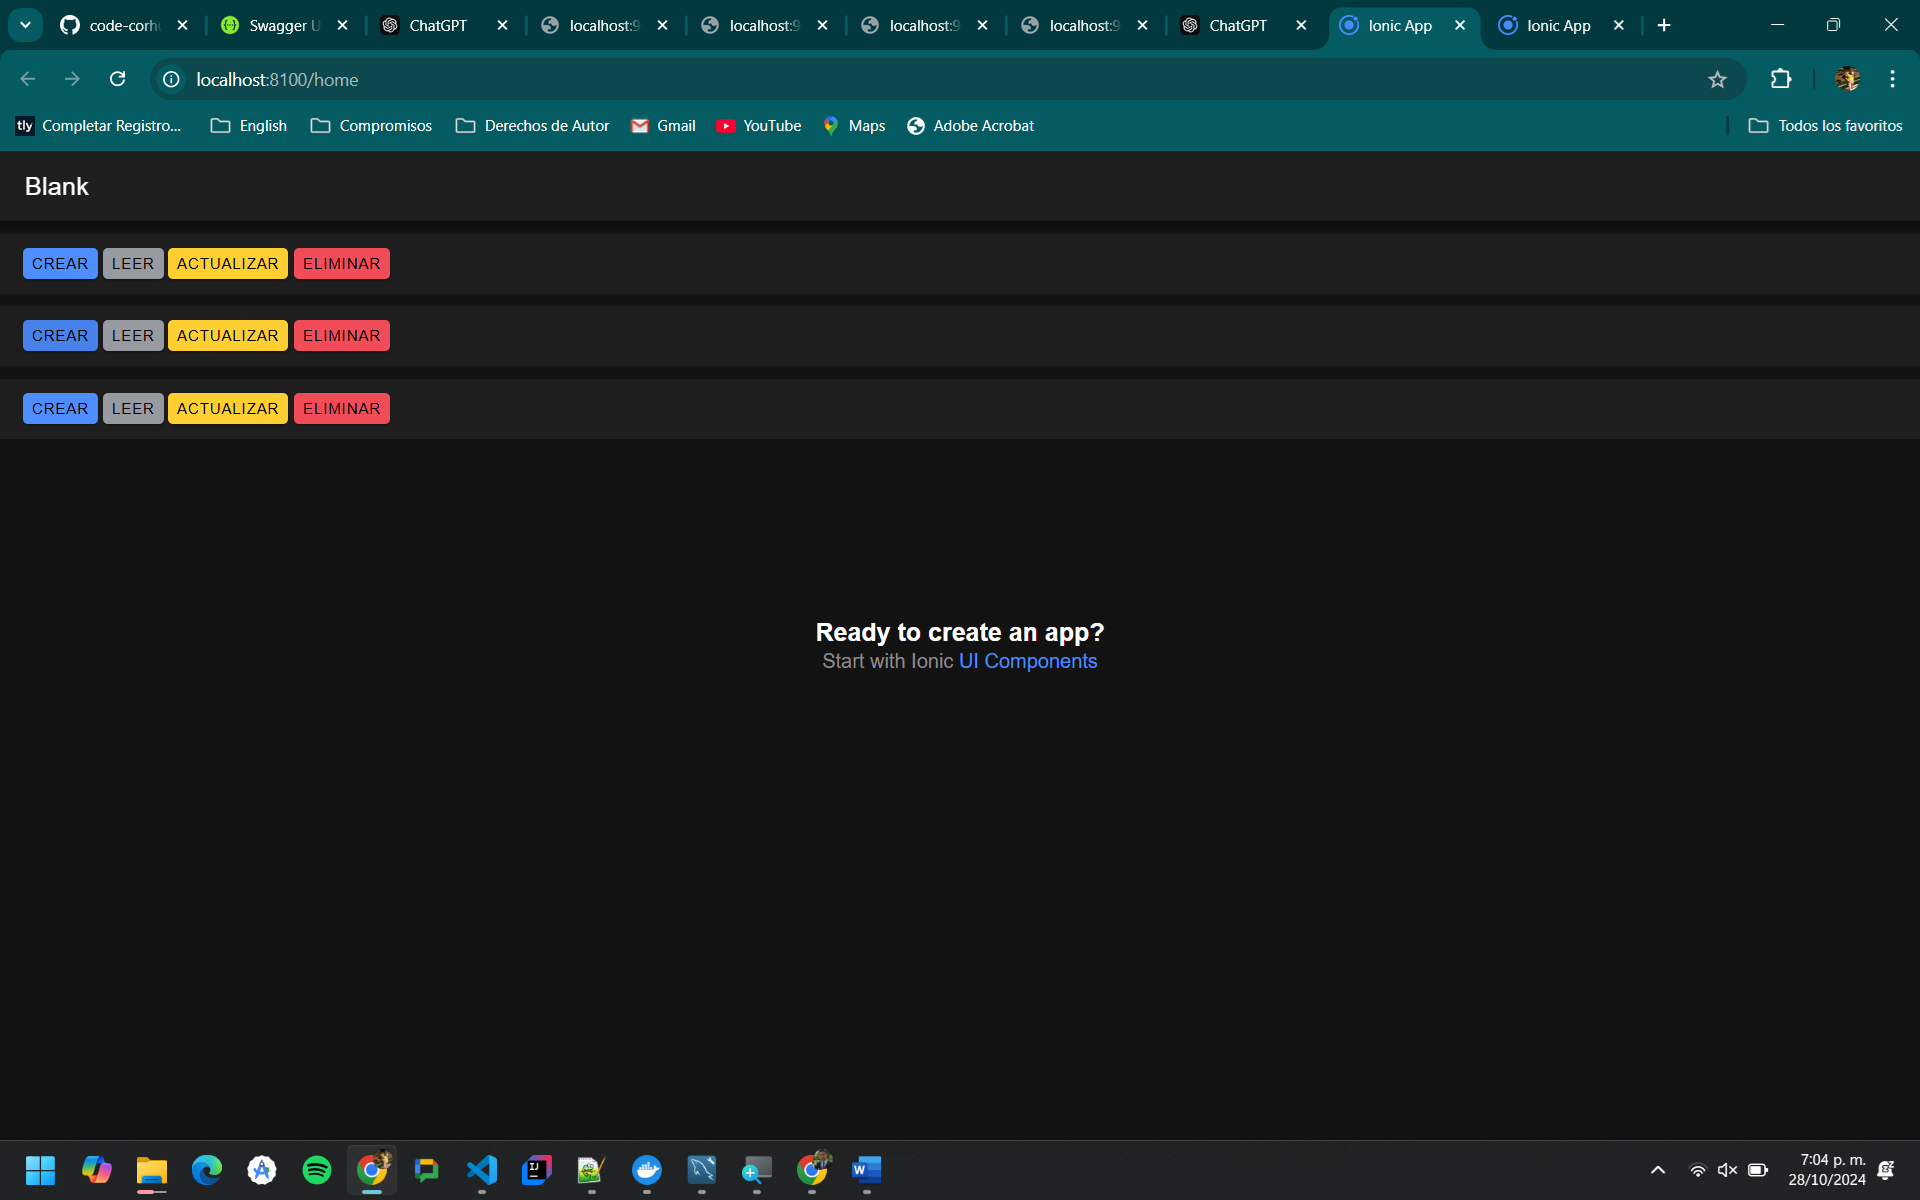 code-corh Swagger U ChatGPT localhost:9 localhost:9 localhost:9 localhost:9 ChatGPT Ionic App Ionic App
localhost:8100/home
tly Completar Registro... English Compromisos Derechos de Autor Gmail YouTube Maps Adobe Acrobat Todos los favoritos
Blank
CREAR LEER ACTUALIZAR ELIMINAR
CREAR LEER ACTUALIZAR ELIMINAR
CREAR LEER ACTUALIZAR ELIMINAR
Ready to create an app?
Start with Ionic UI Components
7:04 p. m.
28/10/2024